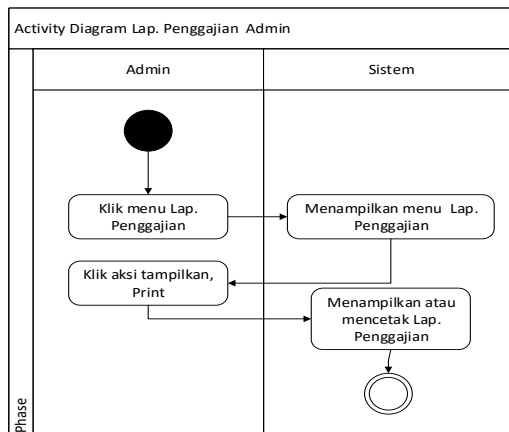 Activity Diagram Lap. Penggajian Admin
Admin
Sistem
Klik menu Lap.
Penggajian
Menampilkan menu Lap.
Penggajian
Klik aksi tampilkan,
Print
Menampilkan atau
mencetak Lap.
Penggajian
Phase